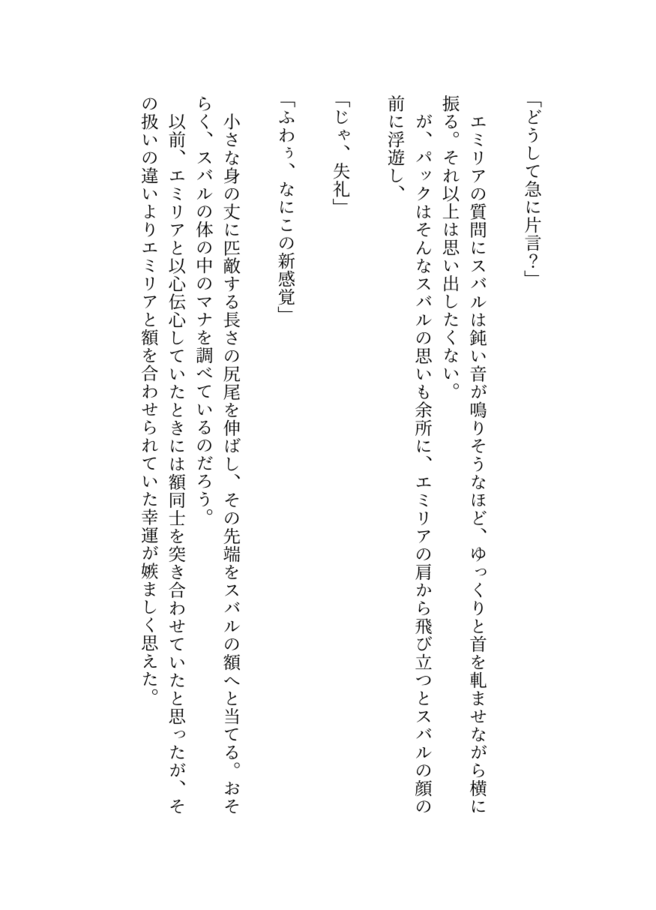 「どうして急に片言？」
　エミリアの質問にスバルは鈍い音が鳴りそうなほど、ゆっくりと首を軋ませながら横に
振る。それ以上は思い出したくない。
　が、パックはそんなスバルの思いも余所に、エミリアの肩から飛び立つとスバルの顔の
前に浮遊し、
「じゃ、失礼」
「ふわぅ、なにこの新感覚」
　小さな身の丈に匹敵する長さの尻尾を伸ばし、その先端をスバルの額へと当てる。おそ
らく、スバルの体の中のマナを調べているのだろう。
　以前、エミリアと以心伝心していたときには額同士を突き合わせていたと思ったが、そ
の扱いの違いよりエミリアと額を合わせられていた幸運が嫉ましく思えた。